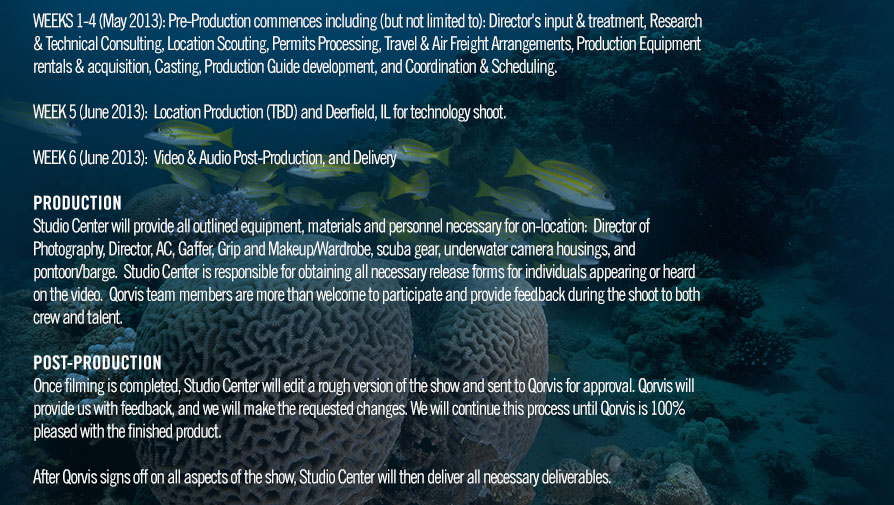 WEEKS 1-4 (May 2013): Pre-Production commences including (but not limited to): Director's input & treatment, Research
& Technical Consulting, Location Scouting, Permits Processing, Travel & Air Freight Arrangements, Production Equipment
rentals & acquisition, Casting, Production Guide development, and Coordination & Scheduling.
WEEK 5 (June 2013): Location Production (TBD) and Deerfield, IL for technology shoot.
WEEK 6 (June 2013): Video & Audio Post-Production, and Delivery
PRODUCTION
Studio Center will provide all outlined equipment, materials and personnel necessary for on-location: Director of
Photography, Director, AC, Gaffer, Grip and Makeup/Wardrobe, scuba gear, underwater camera housings, and
pontoon/barge. Studio Center is responsible for obtaining all necessary release forms for individuals appearing or heard
on the video. Qorvis team members are more than welcome to participate and provide feedback during the shoot to both
crew and talent.
POST-PRODUCTION
Once filming is completed, Studio Center will edit a rough version of the show and sent to Qorvis for approval. Qorvis will
provide us with feedback, and we will make the requested changes. We will continue this process until Qorvis is 100%
pleased with the finished product.
After Qorvis signs off on all aspects of the show, Studio Center will then deliver all necessary deliverables.